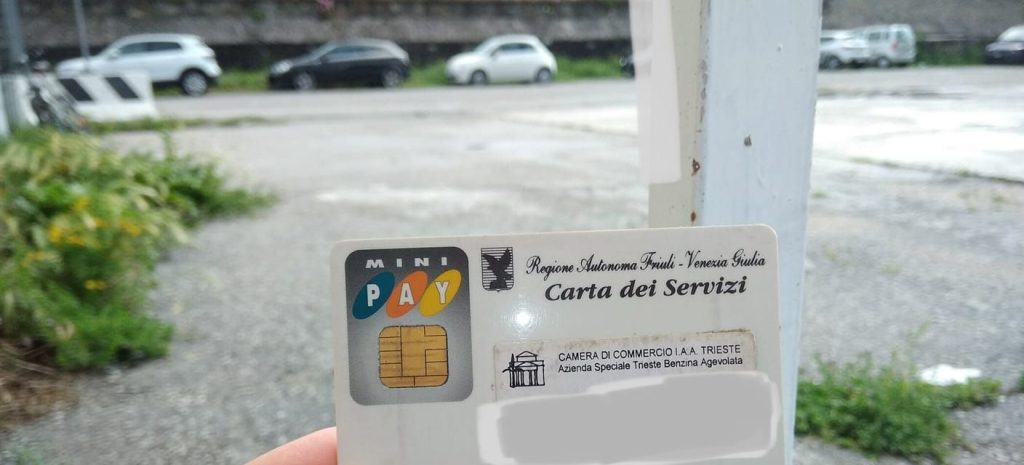 MINI
PAY
Regione Autonoma Friuli - Venezia Giulia
Carta dei Servizi
CAMERA DI COMMERCIO I.A.A. TRIESTE
Azienda Speciale Trieste Benzina Agevolata